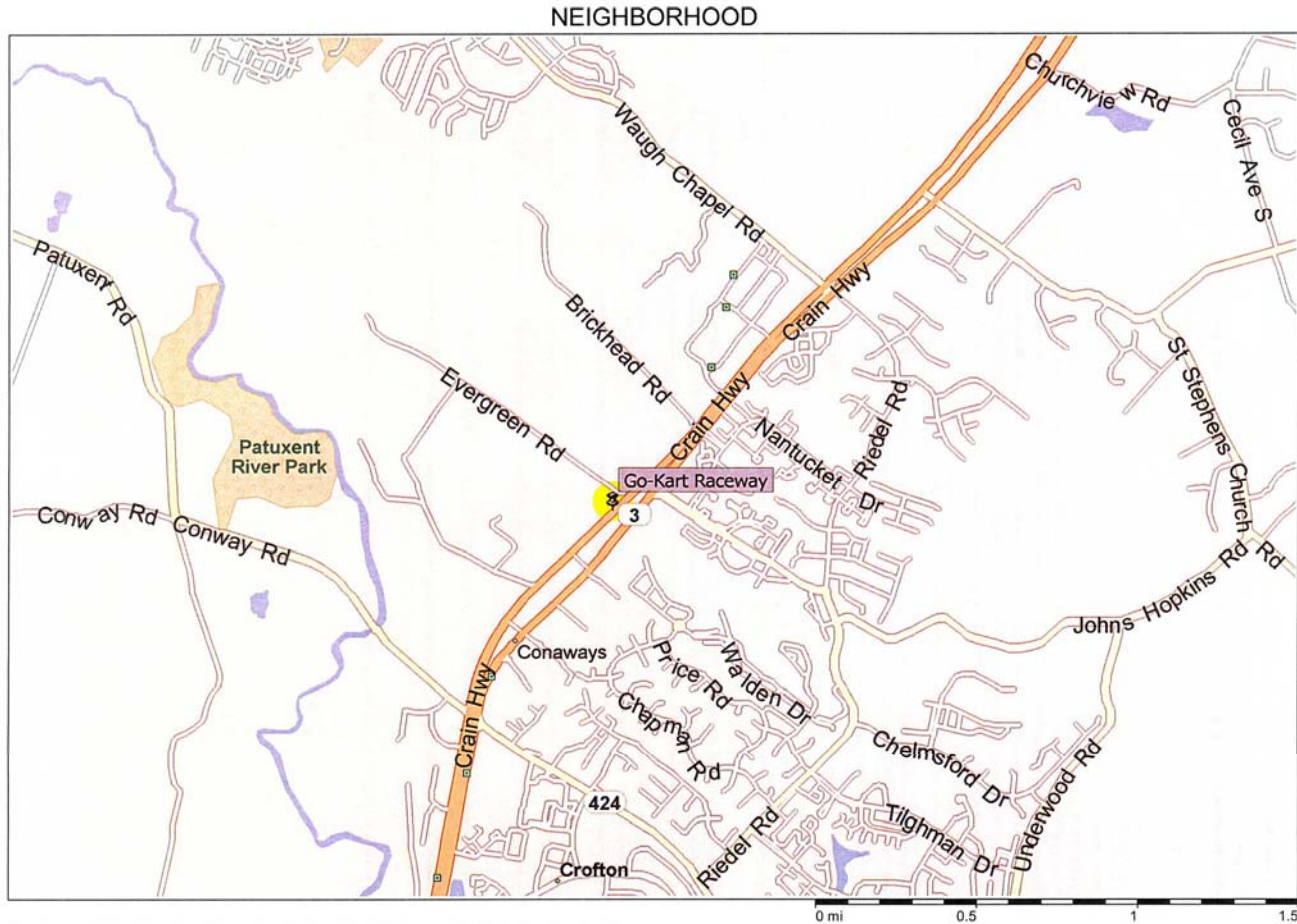 NEIGHBORHOOD
Churchview Rd
Cecil Ave S
Waugh Chapel Rd
Patuxent Rd
Crain Hwy
Brickhead Rd
Evergreen Rd
Crain Hwy
Riedel Rd
St Stephens Church Rd
Nantucket Dr
Patuxent
River Park
Go-Kart Raceway
3
Conway Rd
Conway Rd
Johns Hopkins Rd
Conaways
Price Rd
Walden Dr
Crain Hwy
Chapman Rd
Chelmsford Dr
Underwood Rd
424
Tilghman Dr
Riedel Rd
Crofton
0 mi 0.5 1 1.5